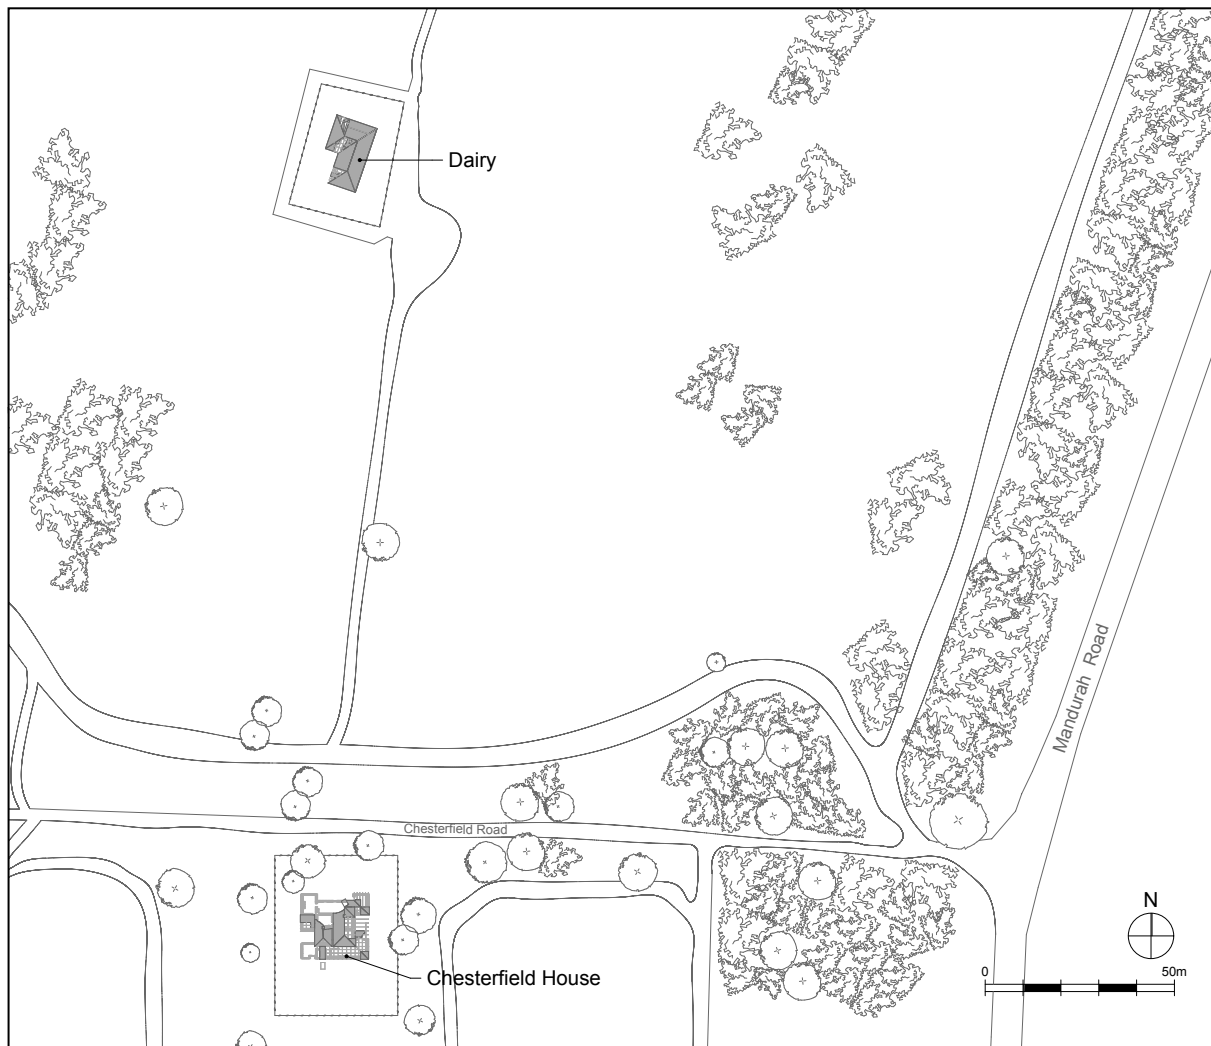 Dairy
Mandurah Road
Chesterfield Road
N
0 50m
Chesterfield House